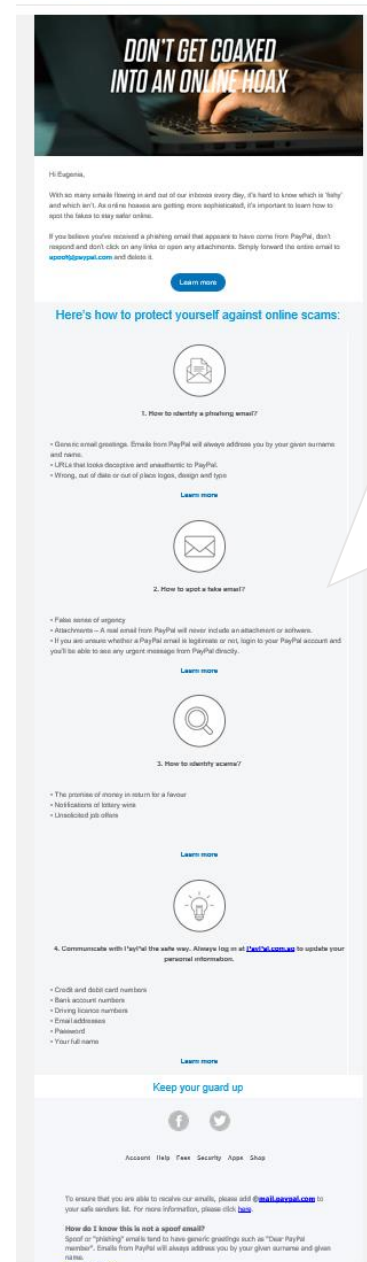 DON'T GET COAXED
INTO AN ONLINE HOAX
Hi Eugenia,
With so many emails flowing in and out of our inboxes every day, it's hard to know which is 'fishy'
and which isn't. As online hoaxes are getting more sophisticated, it's important to learn how to
spot the fakes to stay safer online.
If you believe you've received a phishing email that appears to have come from PayPal, don't
respond and don't click on any links or open any attachments. Simply forward the entire email to
spoof@paypal.com and delete it.
Learn more
Here's how to protect yourself against online scams:
1. How to identify a phishing email?
• Generic email greetings. Emails from PayPal will always address you by your given surname
and name.
• URLs that looks deceptive and unauthentic to PayPal.
• Wrong, out of date or out of place logos, design and typo
Learn more
2. How to spot a fake email?
• False sense of urgency
• Attachments – A real email from PayPal will never include an attachment or software.
• If you are unsure whether a PayPal email is legitimate or not, login to your PayPal account and
you'll be able to see any urgent message from PayPal directly.
Learn more
3. How to identify scams?
• The promise of money in return for a favour
• Notifications of lottery wins
• Unsolicited job offers
Learn more
4. Communicate with PayPal the safe way. Always log in at PayPal.com.sg to update your
personal information.
• Credit and debit card numbers
• Bank account numbers
• Driving licence numbers
• Email addresses
• Password
• Your full name
Learn more
Keep your guard up
Account Help Fees Security Apps Shop
To ensure that you are able to receive our emails, please add @mail.paypal.com to
your safe senders list. For more information, please click here.
How do I know this is not a spoof email?
Spoof or "phishing" emails tend to have generic greetings such as "Dear PayPal
member". Emails from PayPal will always address you by your given surname and given
name.